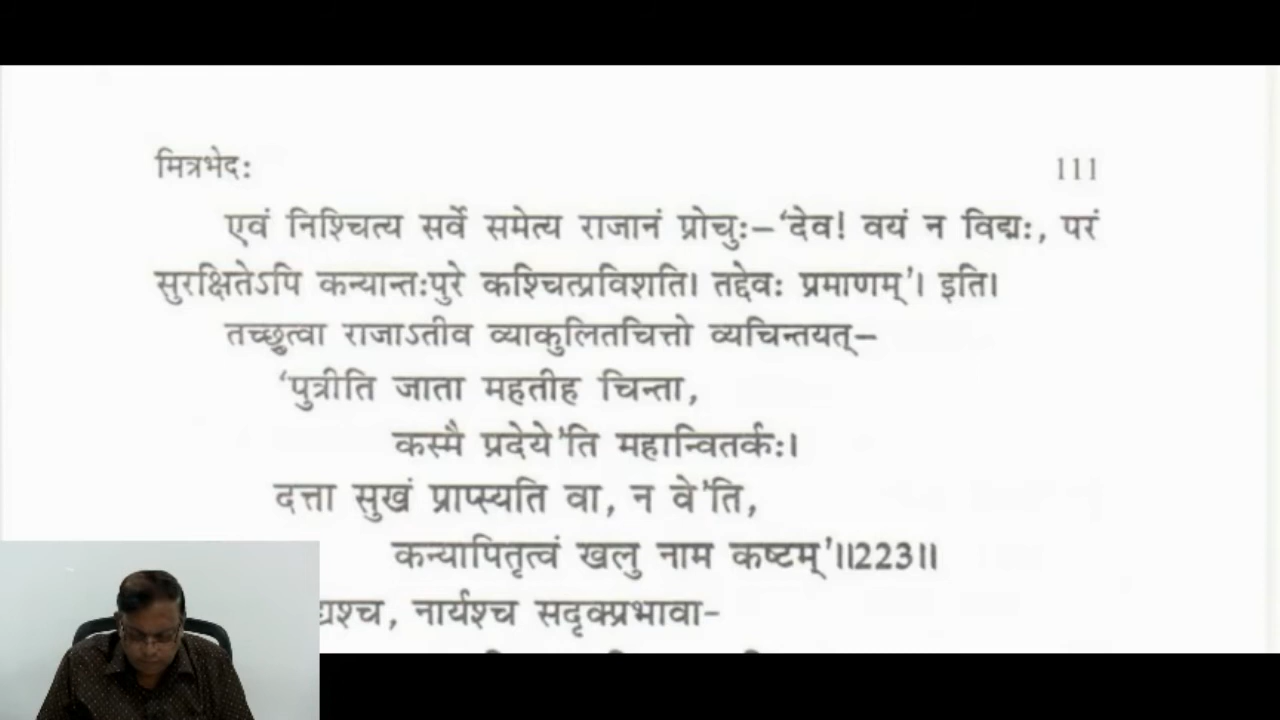 मित्रभेदः 111
एवं निश्चित्य सर्वे समेत्य राजानं प्रोचुः–‘देव! वयं न विद्मः, परं
सुरक्षितेऽपि कन्यान्तःपुरे कश्चित्प्रविशति। तद्देवः प्रमाणम्’। इति।
तच्छ्रुत्वा राजाऽतीव व्याकुलितचित्तो व्यचिन्तयत्–
‘पुत्रीति जाता महतीह चिन्ता,
कस्मै प्रदेये’ति महान्वितर्कः।
दत्ता सुखं प्राप्स्यति वा, न वे’ति,
कन्यापितृत्वं खलु नाम कष्टम्’।।223।।
नार्यश्च सदृक्प्रभावा-